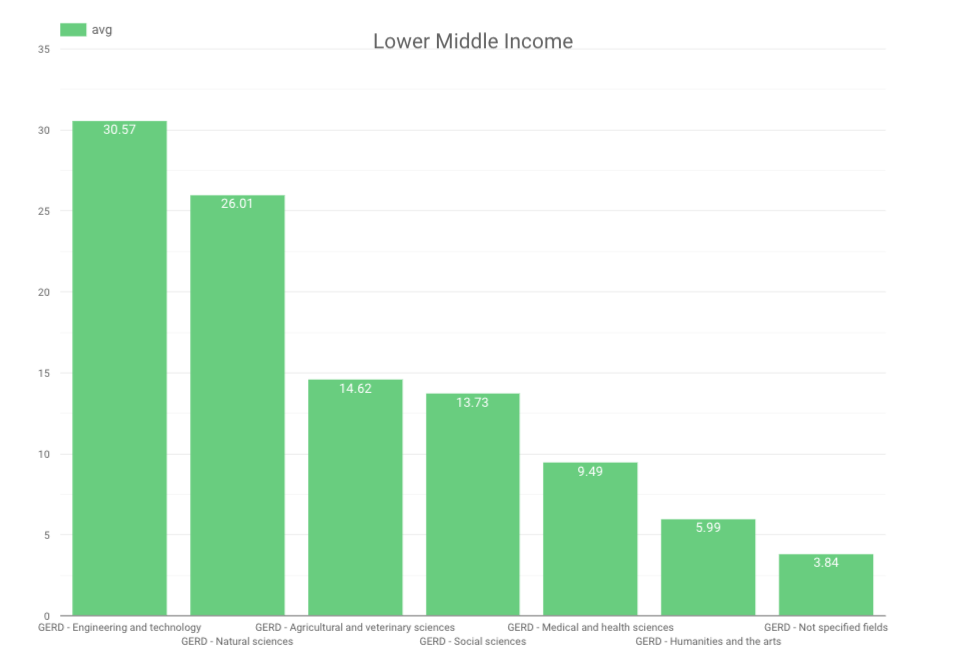 avg
Lower Middle Income
35
30
25
20
15
10
5
0
30.57
26.01
14.62
13.73
9.49
5.99
3.84
GERD - Engineering and technology
GERD - Natural sciences
GERD - Agricultural and veterinary sciences
GERD - Social sciences
GERD - Medical and health sciences
GERD - Humanities and the arts
GERD - Not specified fields